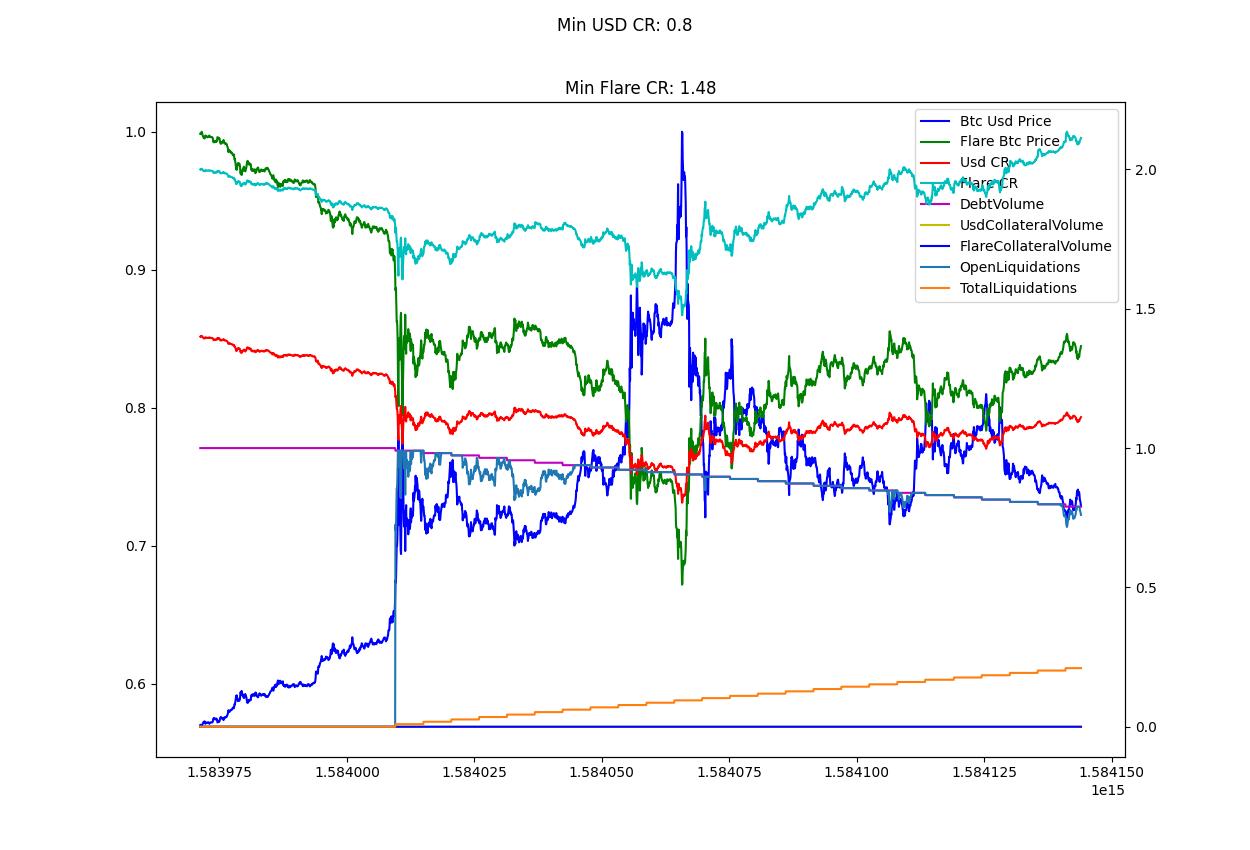 Min USD CR: 0.8
Min Flare CR: 1.48
1.0
0.9
0.8
0.7
0.6
2.0
1.5
1.0
0.5
0.0
Btc Usd Price
Flare Btc Price
Usd CR
Flare CR
DebtVolume
UsdCollateralVolume
FlareCollateralVolume
OpenLiquidations
TotalLiquidations
1.583975 1.584000 1.584025 1.584050 1.584075 1.584100 1.584125 1.584150
1e15